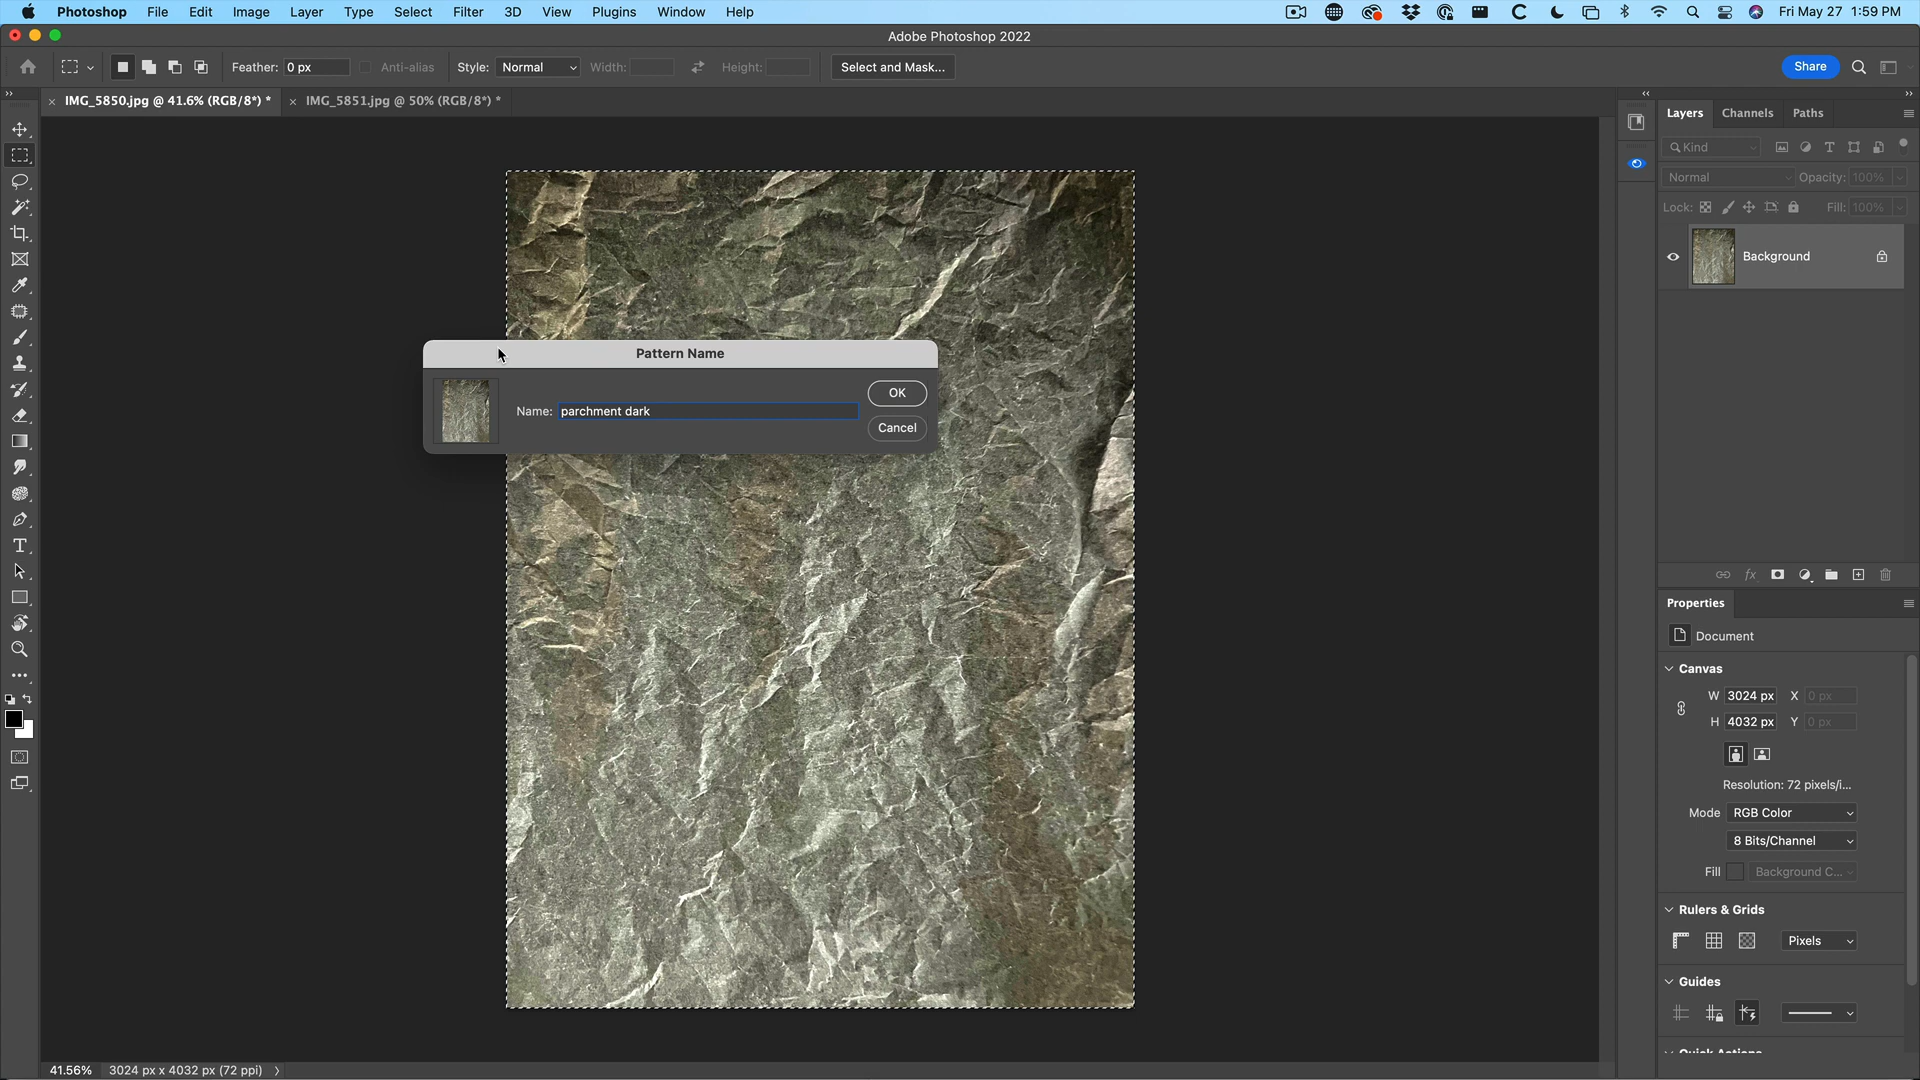 Photoshop File Edit Image Layer Type Select Filter 3D View Plugins Window Help Fri May 27 1:59 PM
Adobe Photoshop 2022
Feather: 0 px Anti-alias Style: Normal Width: Height: Select and Mask... Share
IMG_5850.jpg @ 41.6% (RGB/8*) * IMG_5851.jpg @ 50% (RGB/8*) *
Layers Channels Paths
Kind
Normal Opacity: 100%
Lock: Fill: 100%
Background
Pattern Name
OK
Name: parchment dark
Cancel
Properties
Document
Canvas
W 3024 px X 0 px
H 4032 px Y 0 px
Resolution: 72 pixels/i...
Mode RGB Color
8 Bits/Channel
Fill Background C...
Rulers & Grids
Pixels
Guides
Quick Actions
41.56% 3024 px x 4032 px (72 ppi)